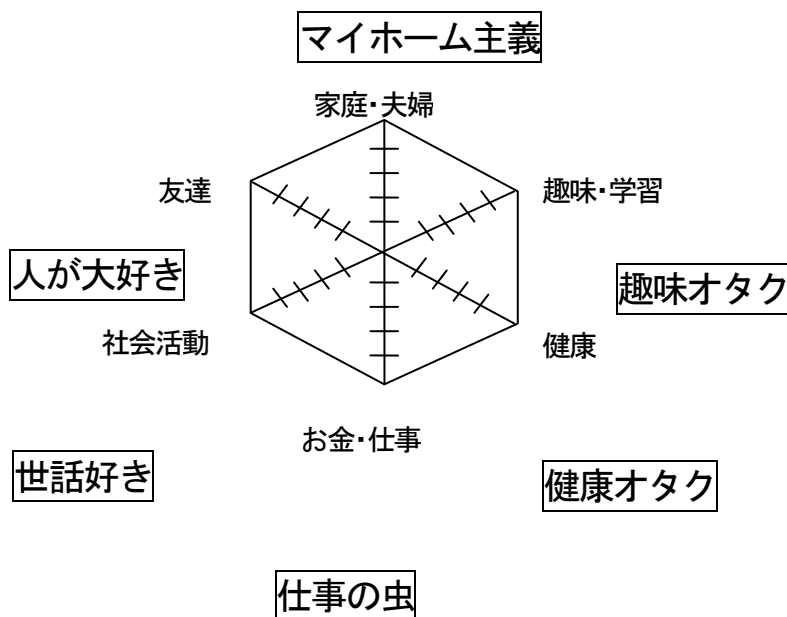 マイホーム主義
家庭・夫婦
友達
趣味・学習
人が大好き
趣味オタク
社会活動
健康
お金・仕事
世話好き
健康オタク
仕事の虫